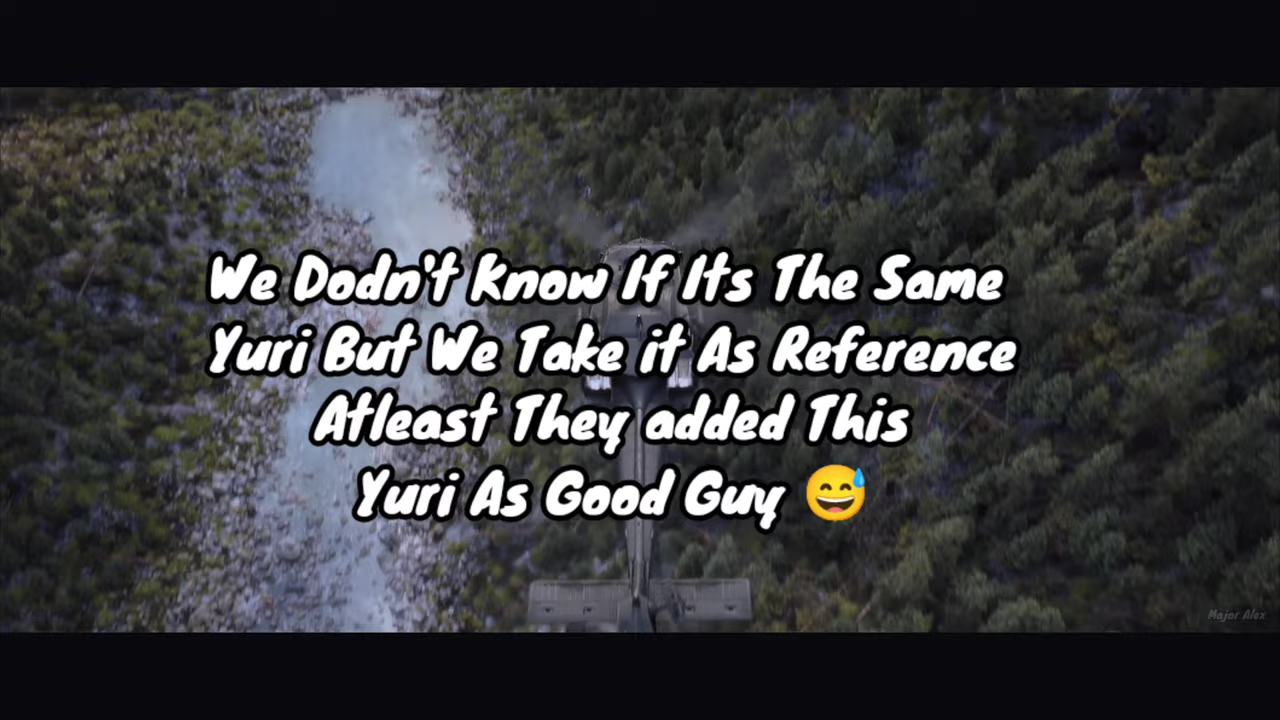 We Dodn't Know If Its The Same
Yuri But We Take it As Reference
Atleast They added This
Yuri As Good Guy 😅
Major Alex